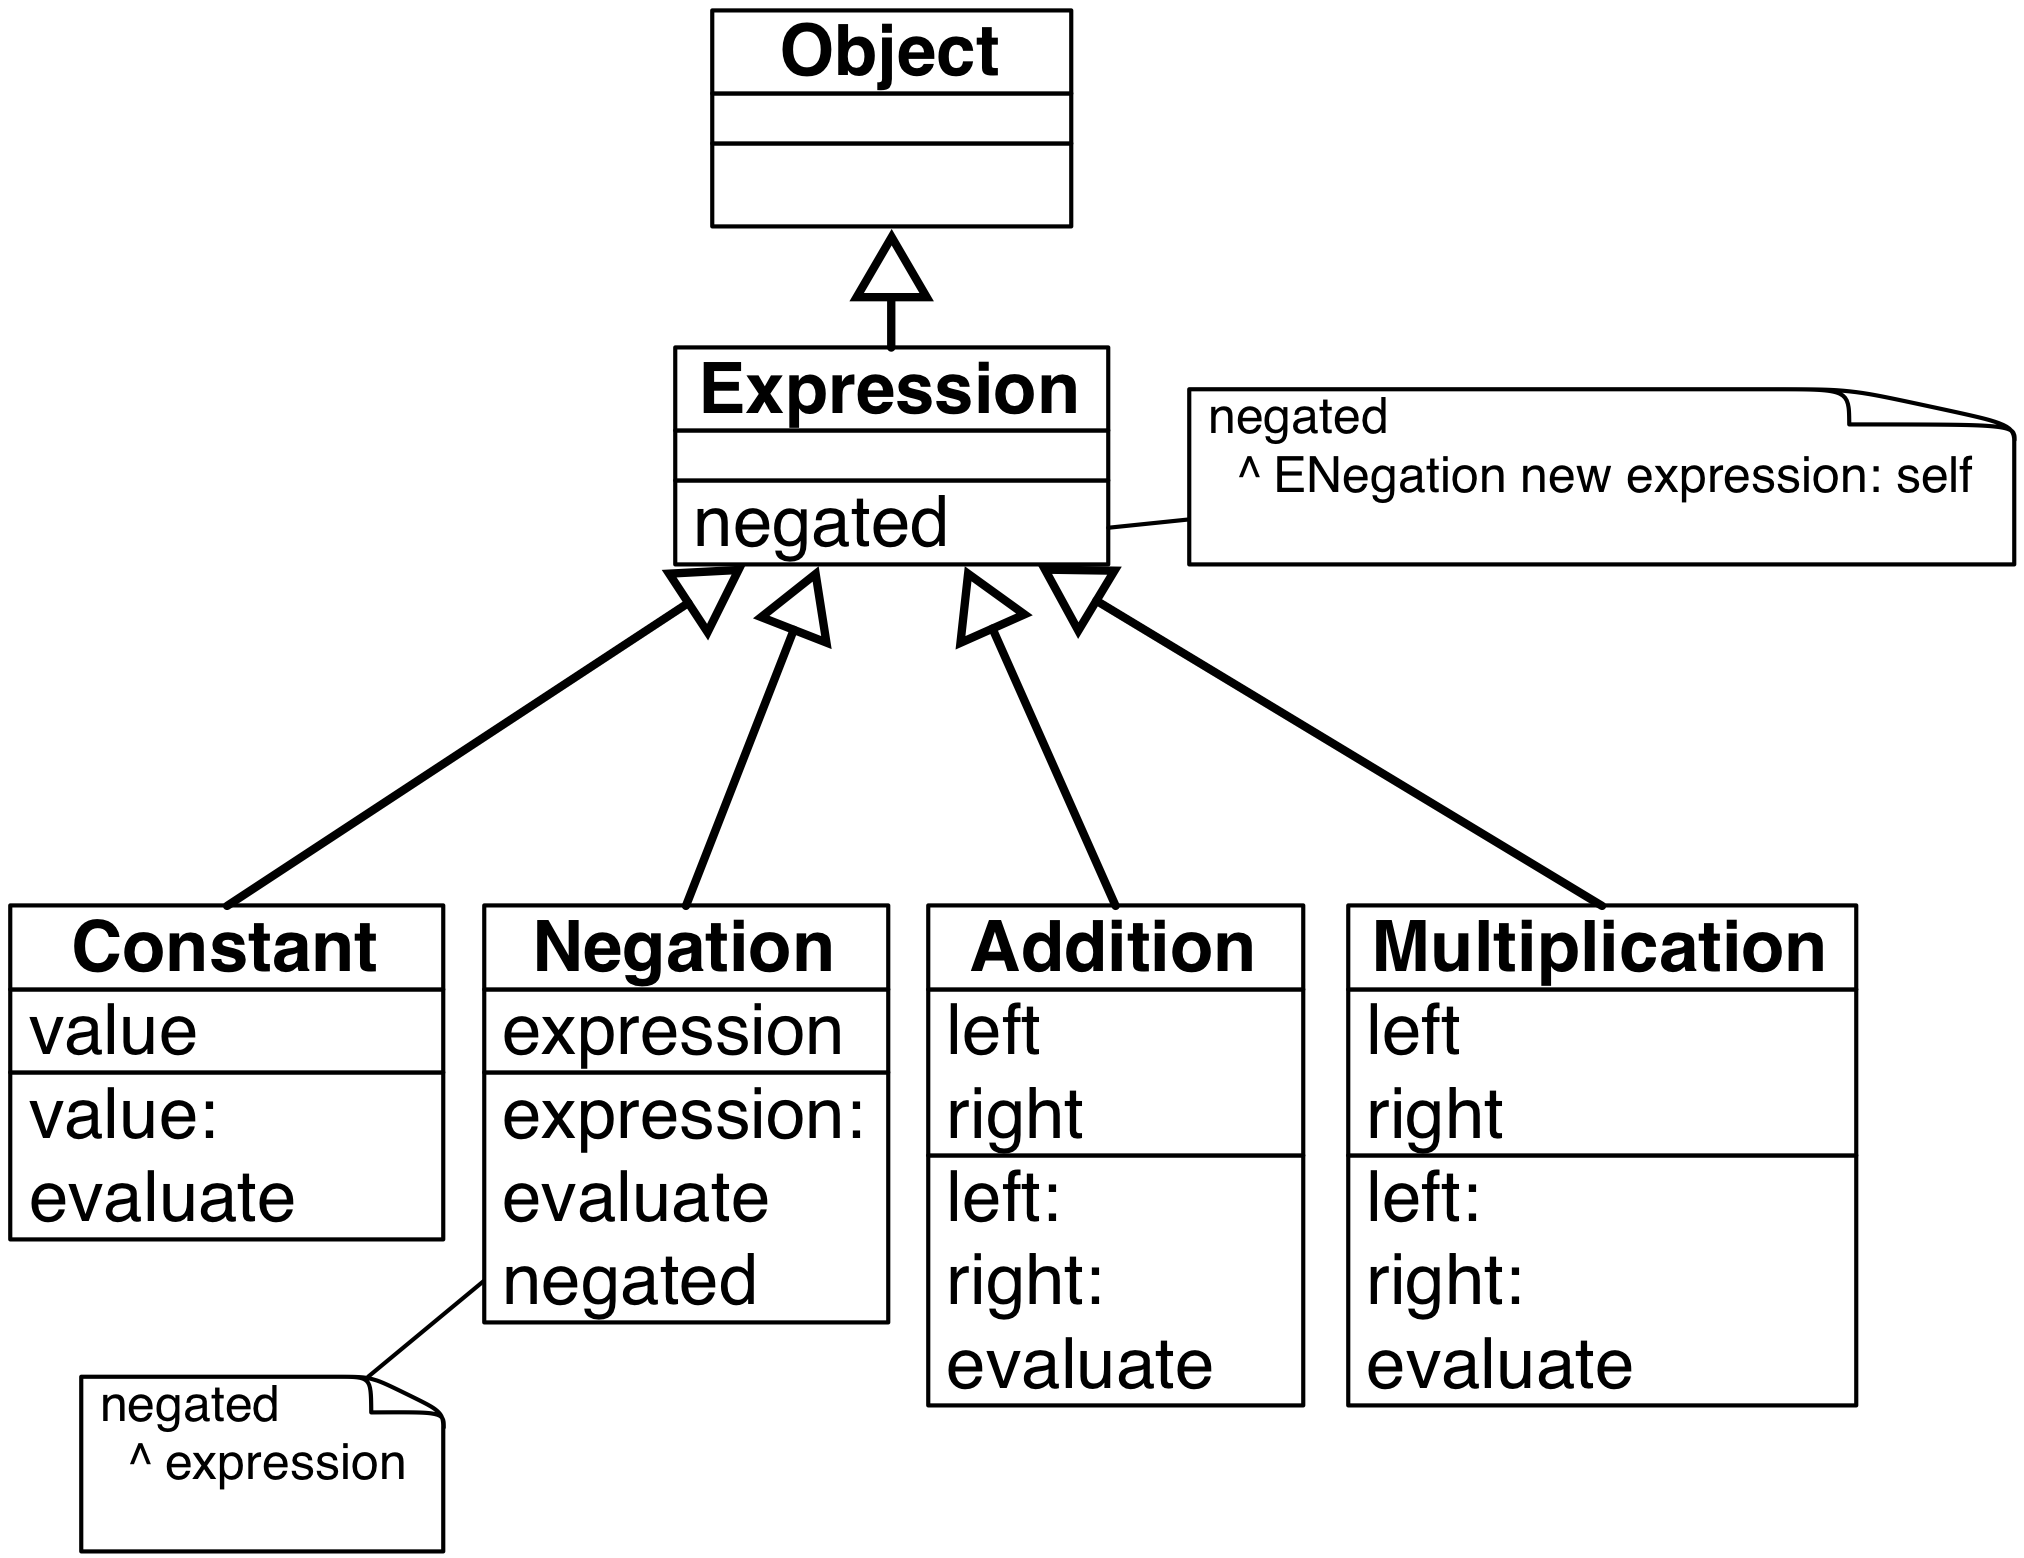 Object
Expression
negated
negated
^ ENegation new expression: self
Constant
value
value:
evaluate
Negation
expression
expression:
evaluate
negated
Addition
left
right
left:
right:
evaluate
Multiplication
left
right
left:
right:
evaluate
negated
^ expression